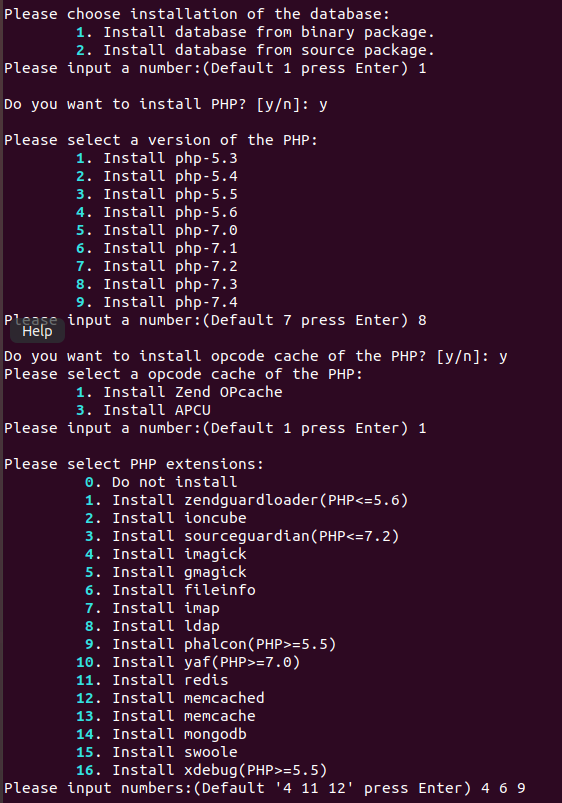 Please choose installation of the database:
1. Install database from binary package.
2. Install database from source package.
Please input a number:(Default 1 press Enter) 1
Do you want to install PHP? [y/n]: y
Please select a version of the PHP:
1. Install php-5.3
2. Install php-5.4
3. Install php-5.5
4. Install php-5.6
5. Install php-7.0
6. Install php-7.1
7. Install php-7.2
8. Install php-7.3
9. Install php-7.4
Please input a number:(Default 7 press Enter) 8
Help
Do you want to install opcode cache of the PHP? [y/n]: y
Please select a opcode cache of the PHP:
1. Install Zend OPcache
3. Install APCU
Please input a number:(Default 1 press Enter) 1
Please select PHP extensions:
0. Do not install
1. Install zendguardloader(PHP<=5.6)
2. Install ioncube
3. Install sourceguardian(PHP<=7.2)
4. Install imagick
5. Install gmagick
6. Install fileinfo
7. Install imap
8. Install ldap
9. Install phalcon(PHP>=5.5)
10. Install yaf(PHP>=7.0)
11. Install redis
12. Install memcached
13. Install memcache
14. Install mongodb
15. Install swoole
16. Install xdebug(PHP>=5.5)
Please input numbers:(Default '4 11 12' press Enter) 4 6 9